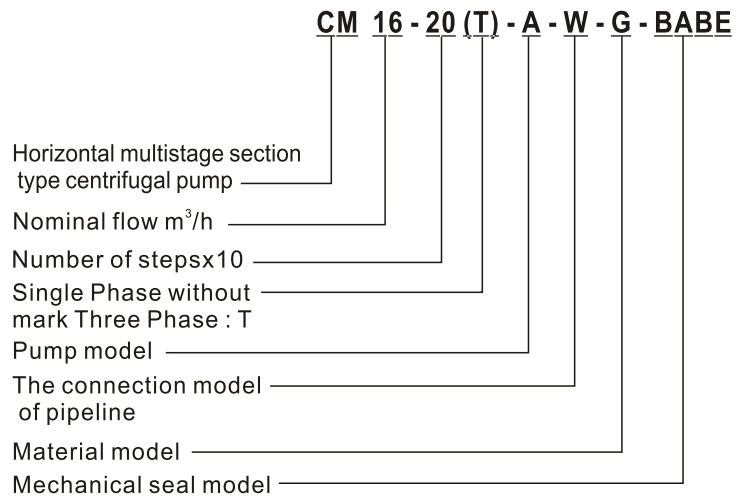 CM 16 - 20 (T) - A - W - G - BABE
Horizontal multistage section
type centrifugal pump
Nominal flow m³/h
Number of stepsx10
Single Phase without
mark Three Phase : T
Pump model
The connection model
of pipeline
Material model
Mechanical seal model